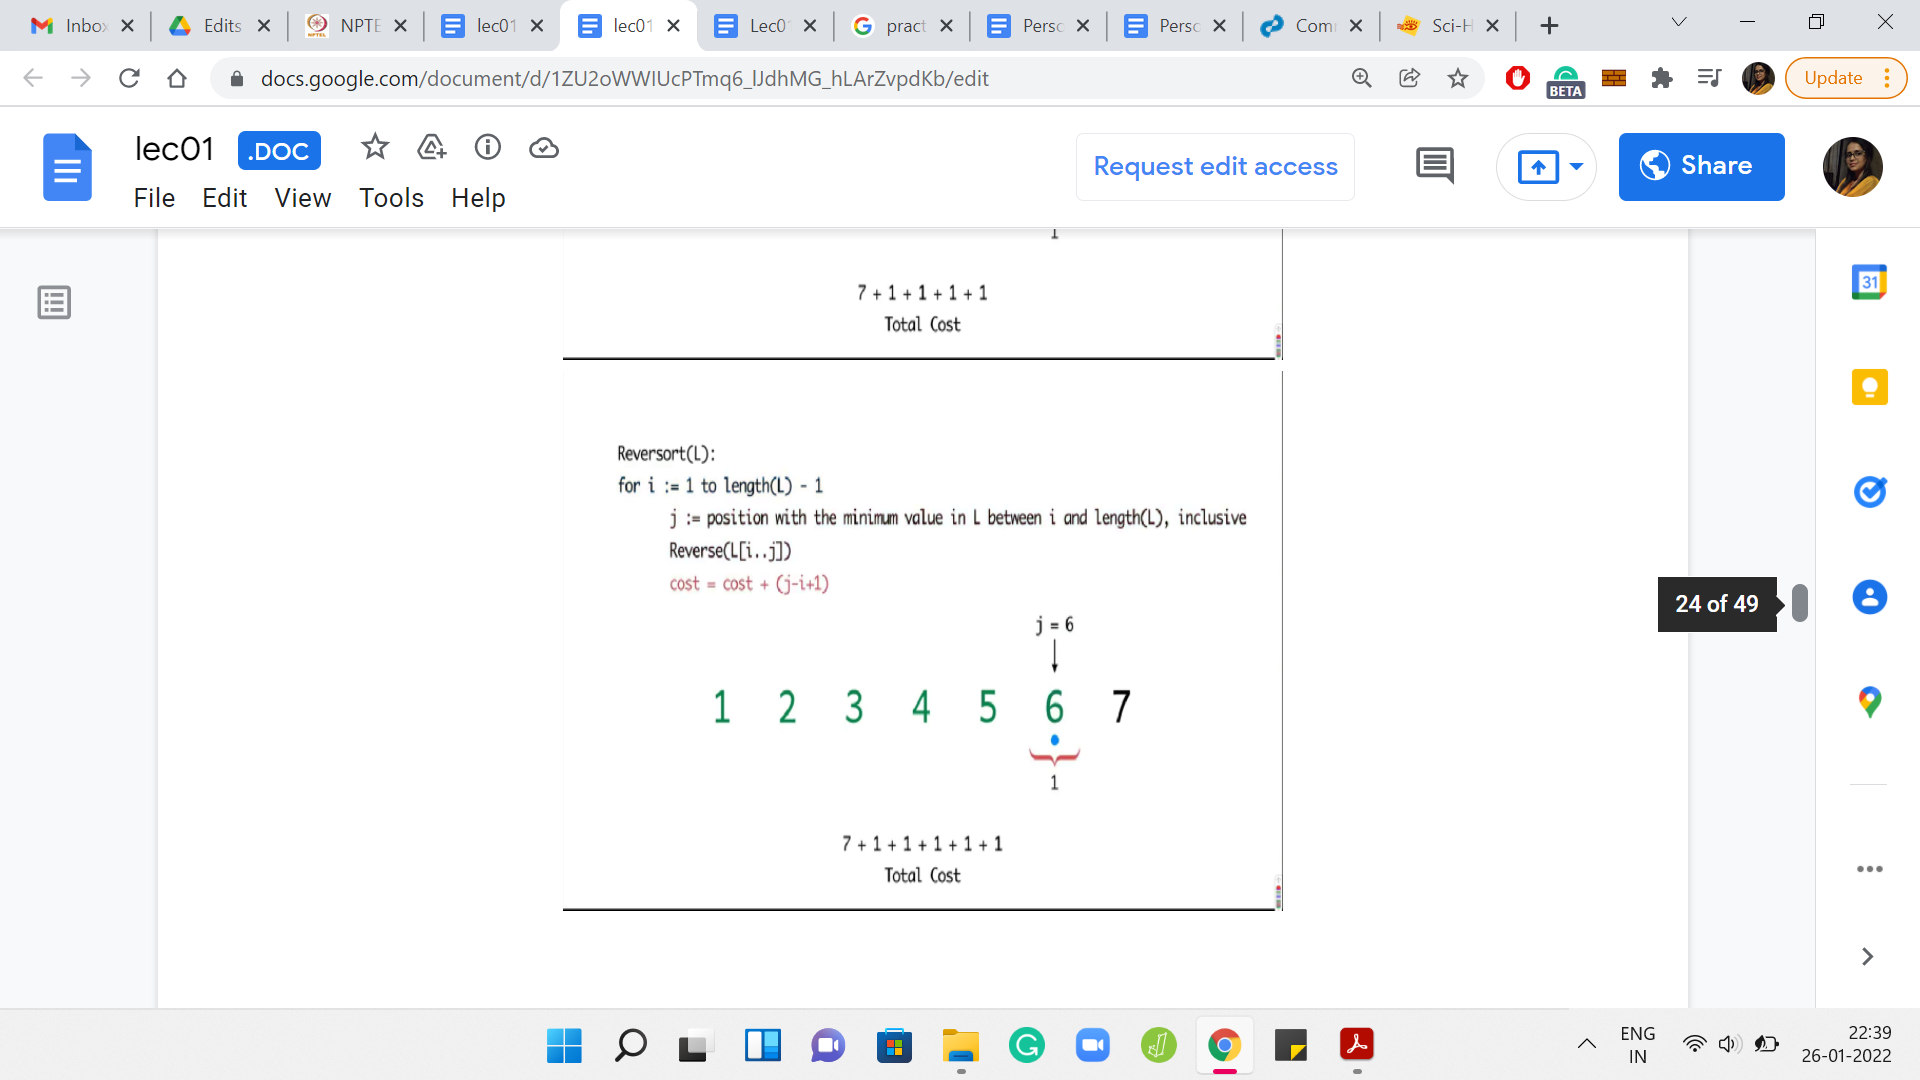 Inbox
Edits
NPTE
lec01
lec01
Lec01
pract
Perso
Perso
Com
Sci-H
docs.google.com/document/d/1ZU2oWWIUcPTmq6_lJdhMG_hLArZvpdKb/edit
BETA
Update
lec01 .DOC
Request edit access
Share
File Edit View Tools Help
31
1
7 + 1 + 1 + 1 + 1
Total Cost
Reversort(L):
for i := 1 to length(L) - 1
j := position with the minimum value in L between i and length(L), inclusive
Reverse(L[i..j])
cost = cost + (j-i+1)
j = 6
1 2 3 4 5 6 7
1
7 + 1 + 1 + 1 + 1 + 1
Total Cost
24 of 49
ENG
IN
22:39
26-01-2022